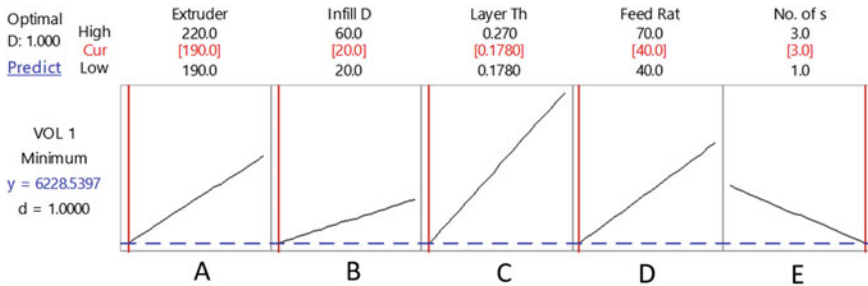 Optimal
D: 1.000
Predict
High
Cur
Low
Extruder
220.0
[190.0]
190.0
Infill D
60.0
[20.0]
20.0
Layer Th
0.270
[0.1780]
0.1780
Feed Rat
70.0
[40.0]
40.0
No. of s
3.0
[3.0]
1.0
VOL 1
Minimum
y = 6228.5397
d = 1.0000
A B C D E